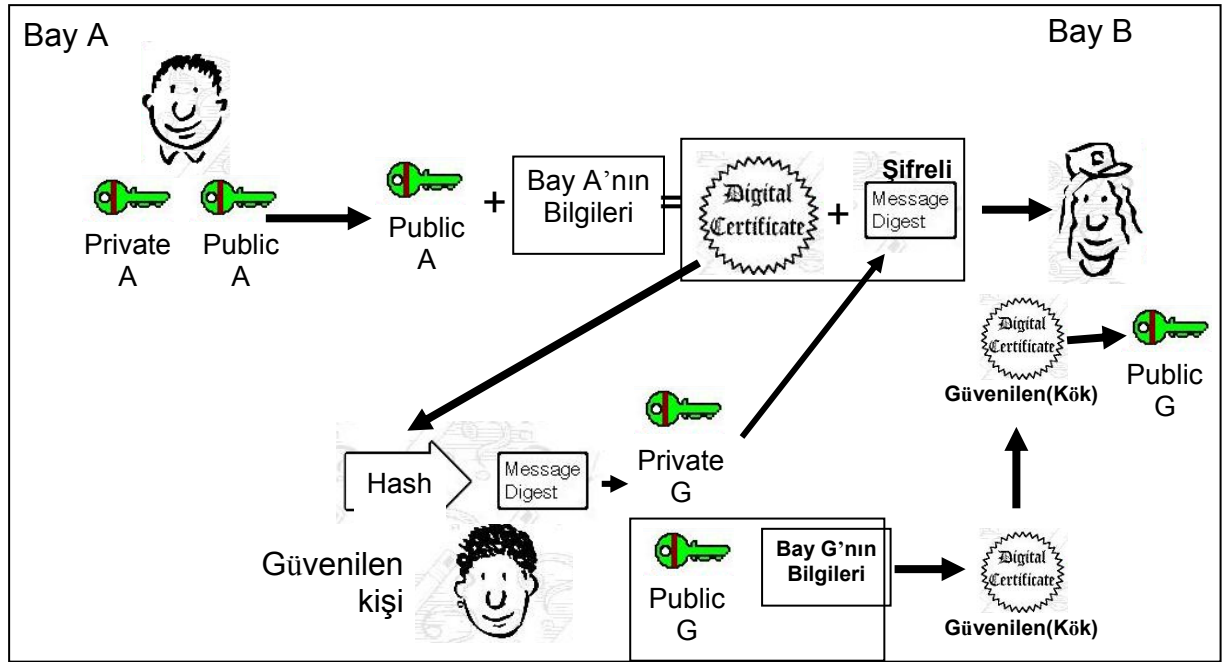 Bay A
Bay B
Private
A
Public
A
Public
A
+
Bay A’nın
Bilgileri
=
Digital
Certificate
+
Şifreli
Message
Digest
Digital
Certificate
Güvenilen(Kök)
Public
G
Hash
Message
Digest
Private
G
Güvenilen
kişi
Public
G
Bay G’nın
Bilgileri
Digital
Certificate
Güvenilen(Kök)